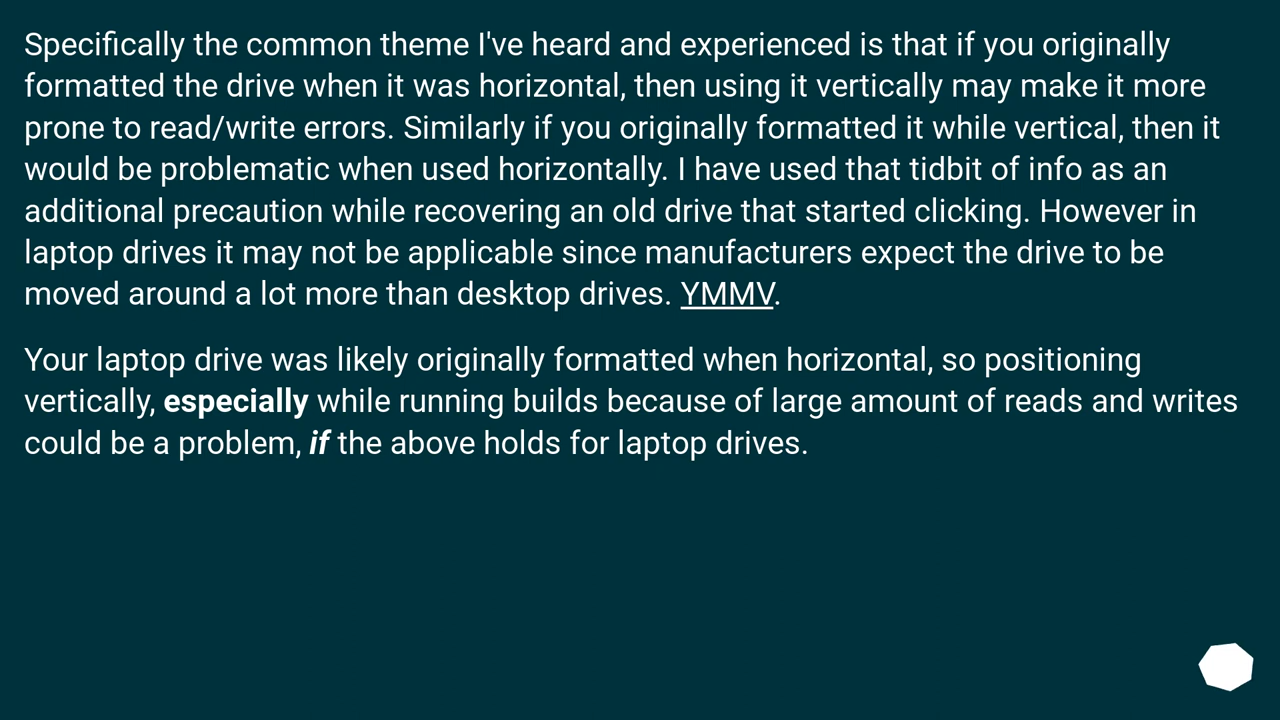 Specifically the common theme I've heard and experienced is that if you originally
formatted the drive when it was horizontal, then using it vertically may make it more
prone to read/write errors. Similarly if you originally formatted it while vertical, then it
would be problematic when used horizontally. I have used that tidbit of info as an
additional precaution while recovering an old drive that started clicking. However in
laptop drives it may not be applicable since manufacturers expect the drive to be
moved around a lot more than desktop drives. YMMV.
Your laptop drive was likely originally formatted when horizontal, so positioning
vertically, especially while running builds because of large amount of reads and writes
could be a problem, if the above holds for laptop drives.